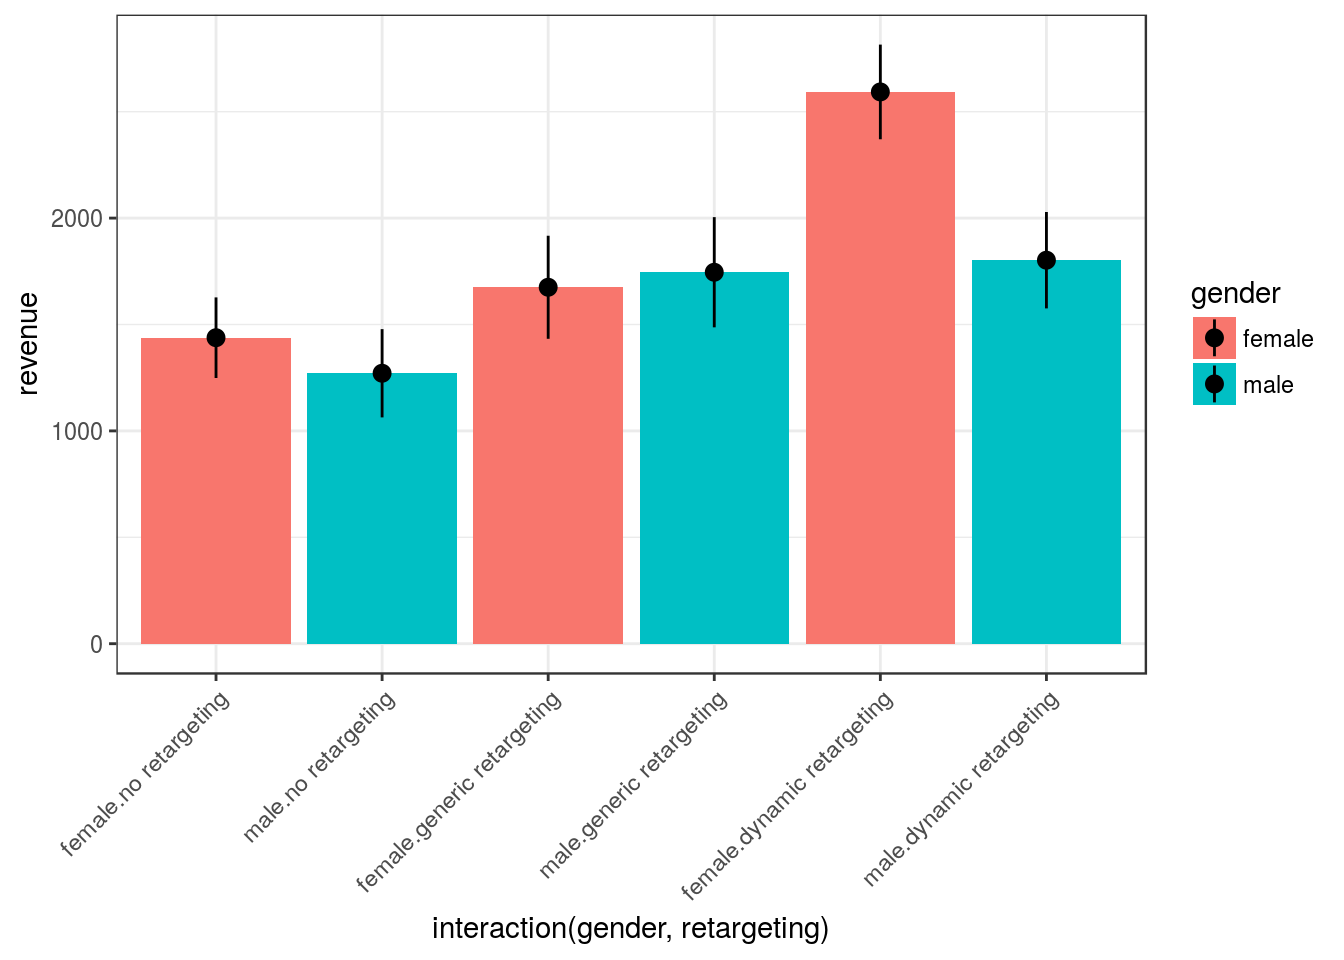 revenue
2000
1000
0
female.no retargeting
male.no retargeting
female.generic retargeting
male.generic retargeting
female.dynamic retargeting
male.dynamic retargeting
interaction(gender, retargeting)
gender
female
male